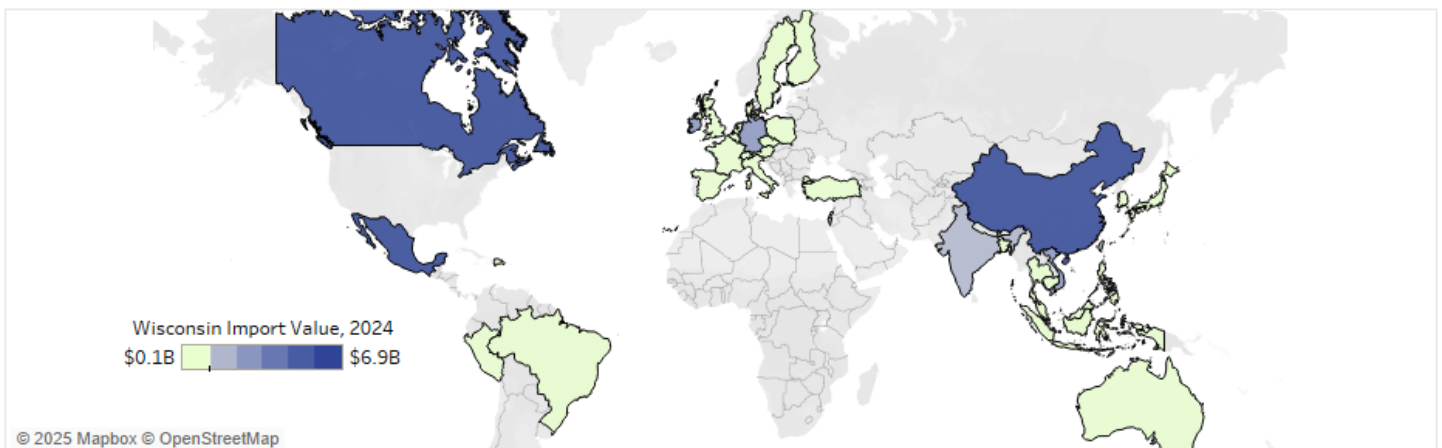 Wisconsin Import Value, 2024
$0.1B $6.9B
© 2025 Mapbox © OpenStreetMap